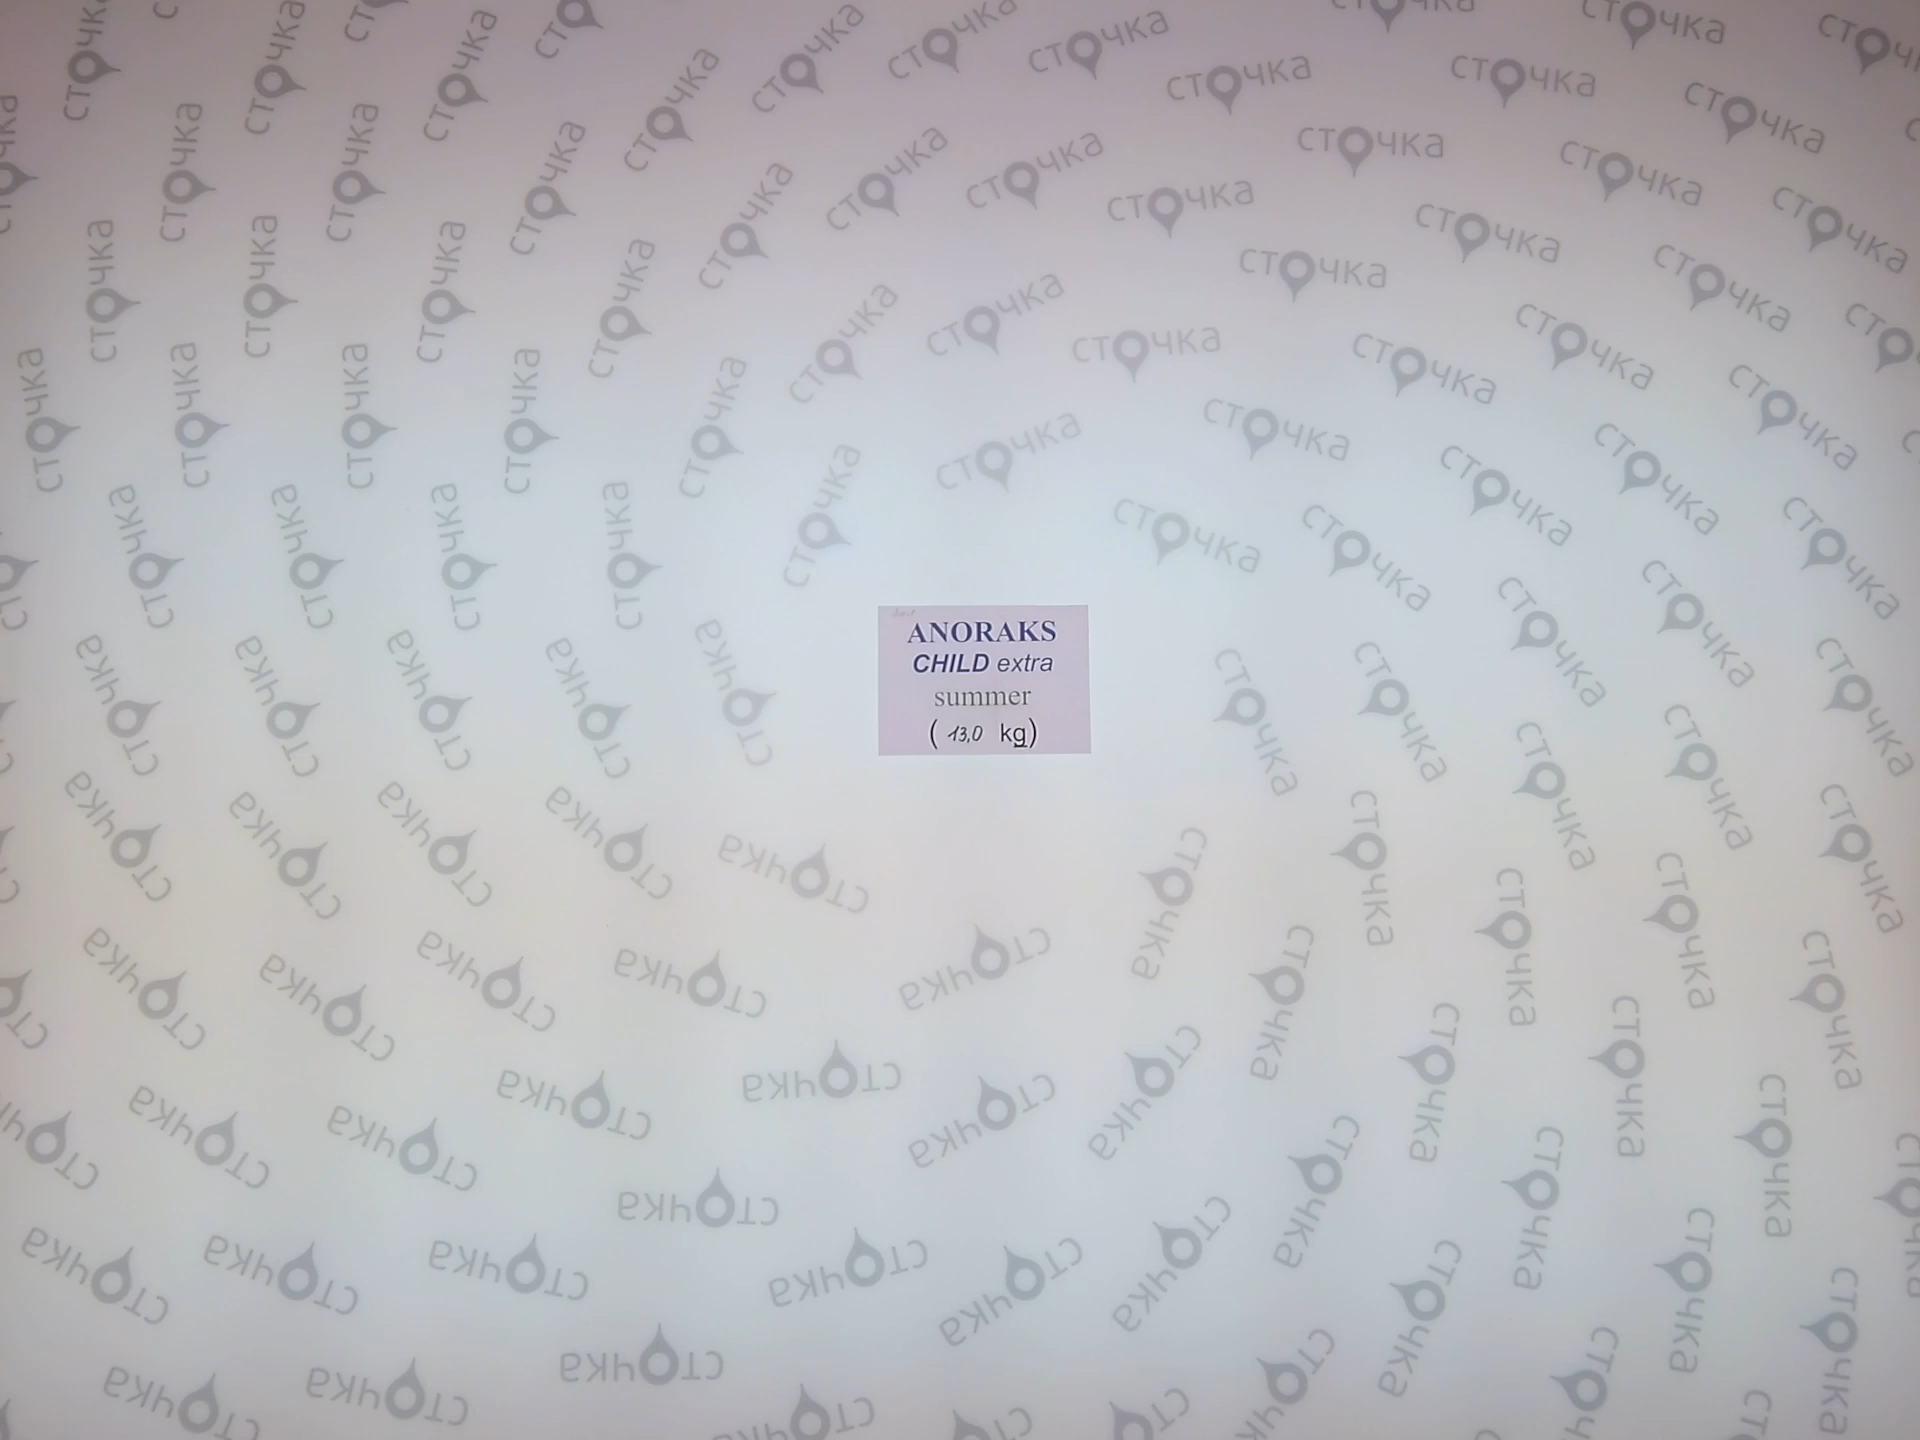 ANORAKS
CHILD extra
summer
( 13,0 kg)
сточка